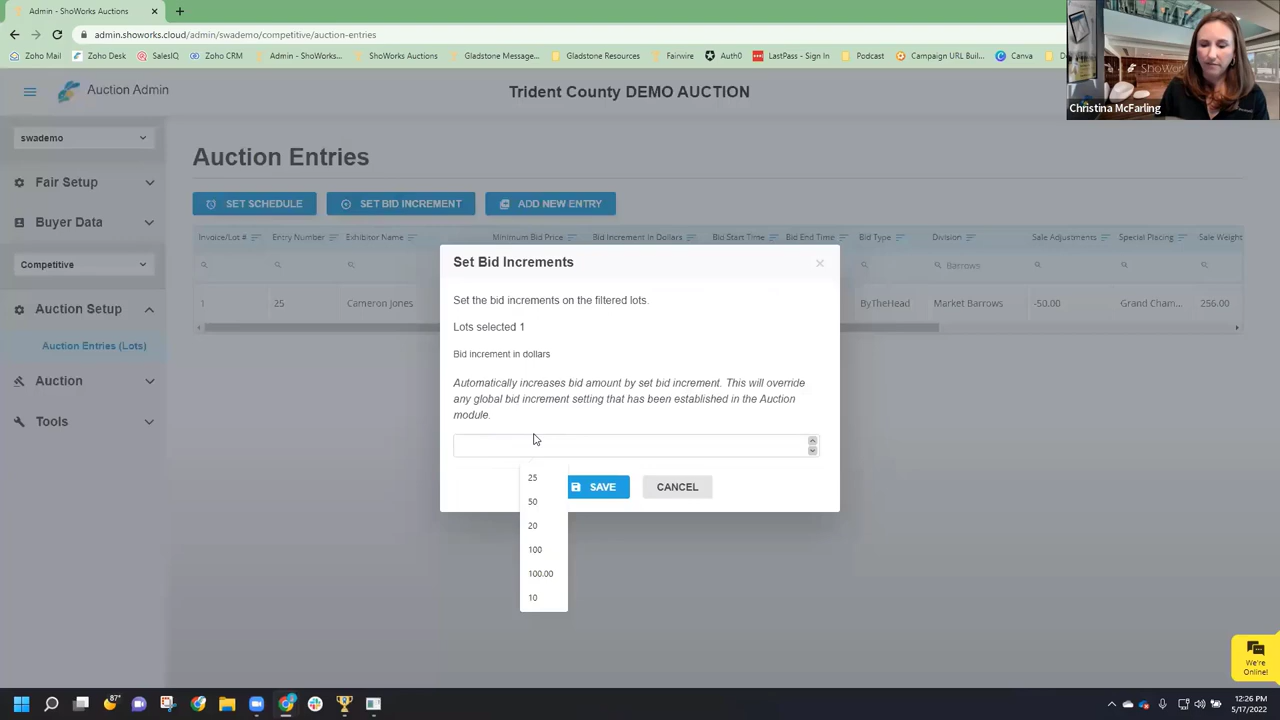 Admin - ShoWorks Auctions
admin.showorks.cloud/admin/swademo/competitive/auction-entries
Zoho Mail
Zoho Desk
SalesIQ
Zoho CRM
Admin - ShoWorks...
ShoWorks Auctions
Gladstone Message...
Gladstone Resources
Fairwire
Auth0
LastPass - Sign In
Podcast
Campaign URL Buil...
Canva
ShoWorks
Christina McFarling
Auction Admin
Trident County DEMO AUCTION
swademo
Fair Setup
Buyer Data
Competitive
Auction Setup
Auction Entries (Lots)
Auction
Tools
Auction Entries
SET SCHEDULE
SET BID INCREMENT
ADD NEW ENTRY
Invoice/Lot # Entry Number Exhibitor Name Minimum Bid Price Bid Increment in Dollars Bid Start Time Bid End Time Bid Type Division Sale Adjustments Special Placing Sale Weight
Barrows
1 25 Cameron Jones ByTheHead Market Barrows -50.00 Grand Cham... 256.00
Set Bid Increments
×
Set the bid increments on the filtered lots.
Lots selected 1
Bid increment in dollars
Automatically increases bid amount by set bid increment. This will override
any global bid increment setting that has been established in the Auction
module.
SAVE
CANCEL
25
50
20
100
100.00
10
We're
Online!
87°
12:26 PM
5/17/2022